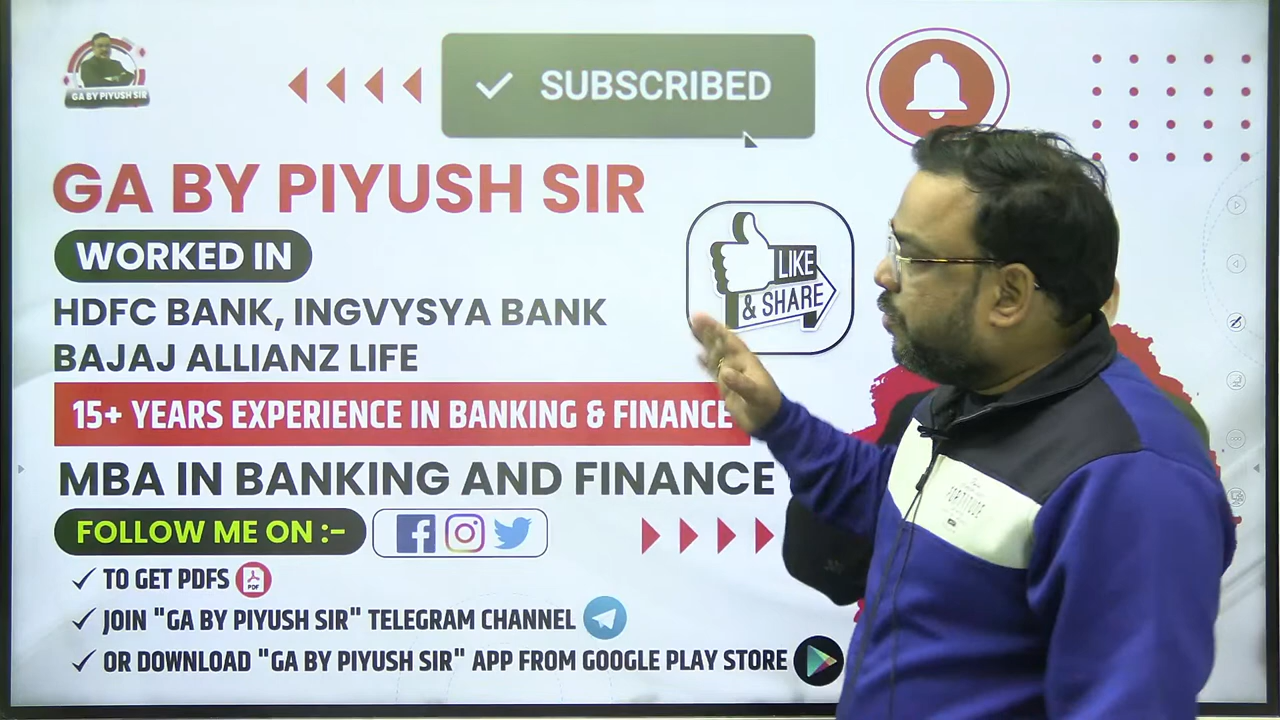 GA BY PIYUSH SIR
SUBSCRIBED
GA BY PIYUSH SIR
WORKED IN
HDFC BANK, INGVYSYA BANK
BAJAJ ALLIANZ LIFE
LIKE
& SHARE
15+ YEARS EXPERIENCE IN BANKING & FINANCE
MBA IN BANKING AND FINANCE
FOLLOW ME ON :-
✓ TO GET PDFS
PDF
✓ JOIN "GA BY PIYUSH SIR" TELEGRAM CHANNEL
✓ OR DOWNLOAD "GA BY PIYUSH SIR" APP FROM GOOGLE PLAY STORE
FORTITUDE